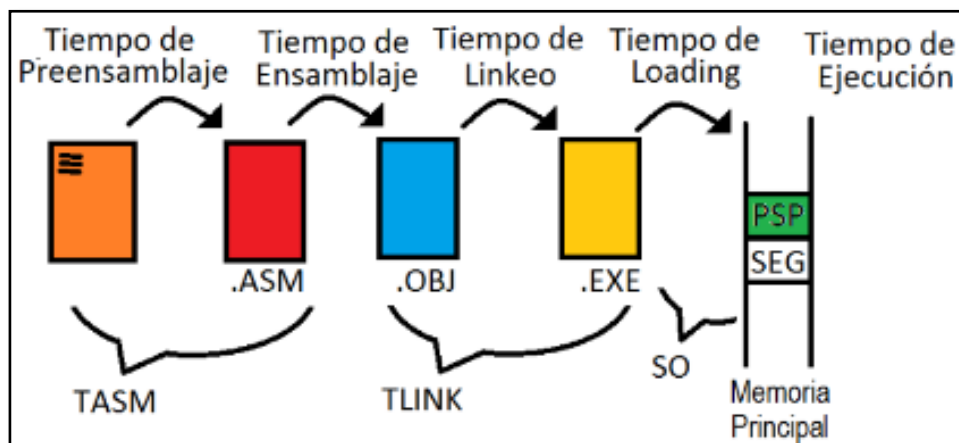 Tiempo de
Preensamblaje
Tiempo de
Ensamblaje
Tiempo de
Linkeo
Tiempo de
Loading
Tiempo de
Ejecución
.ASM
.OBJ
.EXE
PSP
SEG
TASM
TLINK
SO
Memoria
Principal